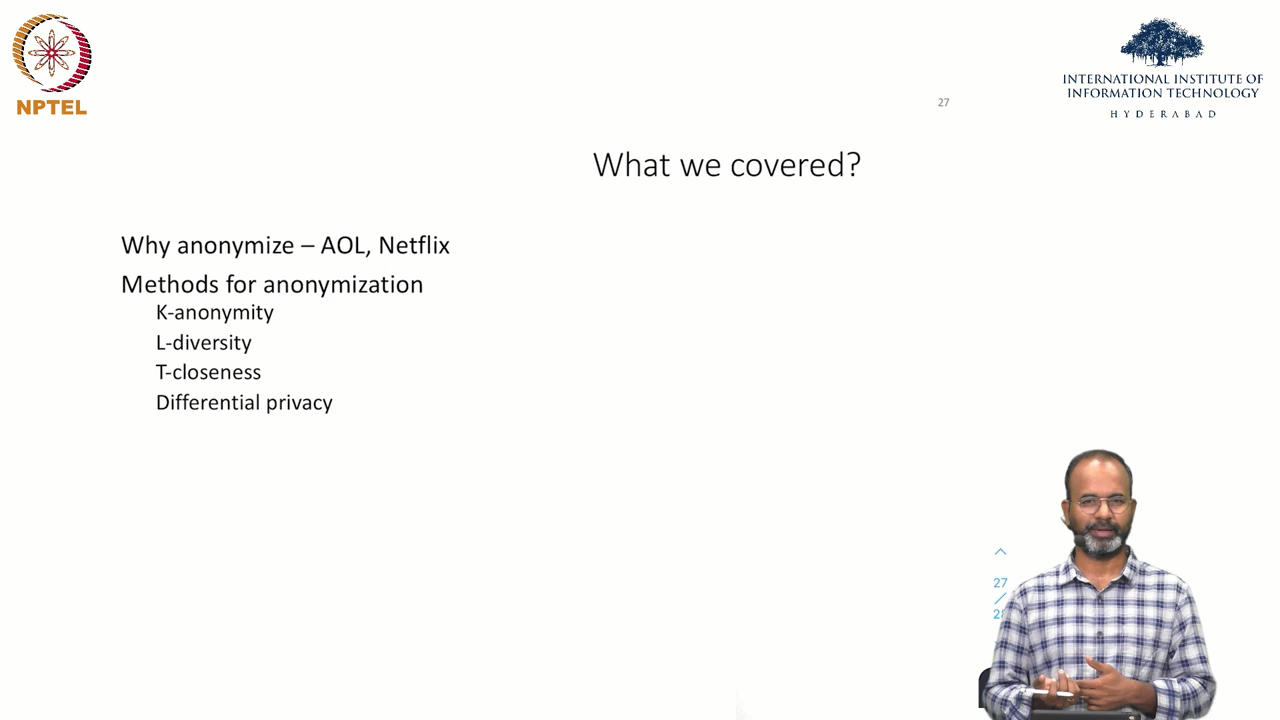 NPTEL
INTERNATIONAL INSTITUTE OF
INFORMATION TECHNOLOGY
HYDERABAD
27
What we covered?
Why anonymize – AOL, Netflix
Methods for anonymization
K-anonymity
L-diversity
T-closeness
Differential privacy
27